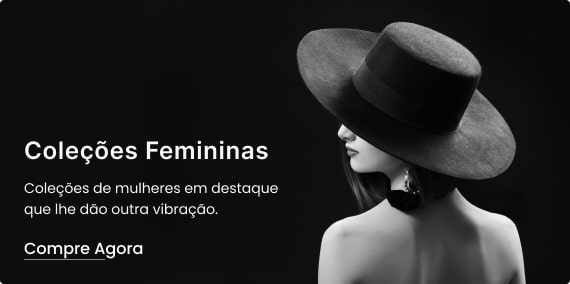 Coleções Femininas
Coleções de mulheres em destaque
que lhe dão outra vibração.
Compre Agora